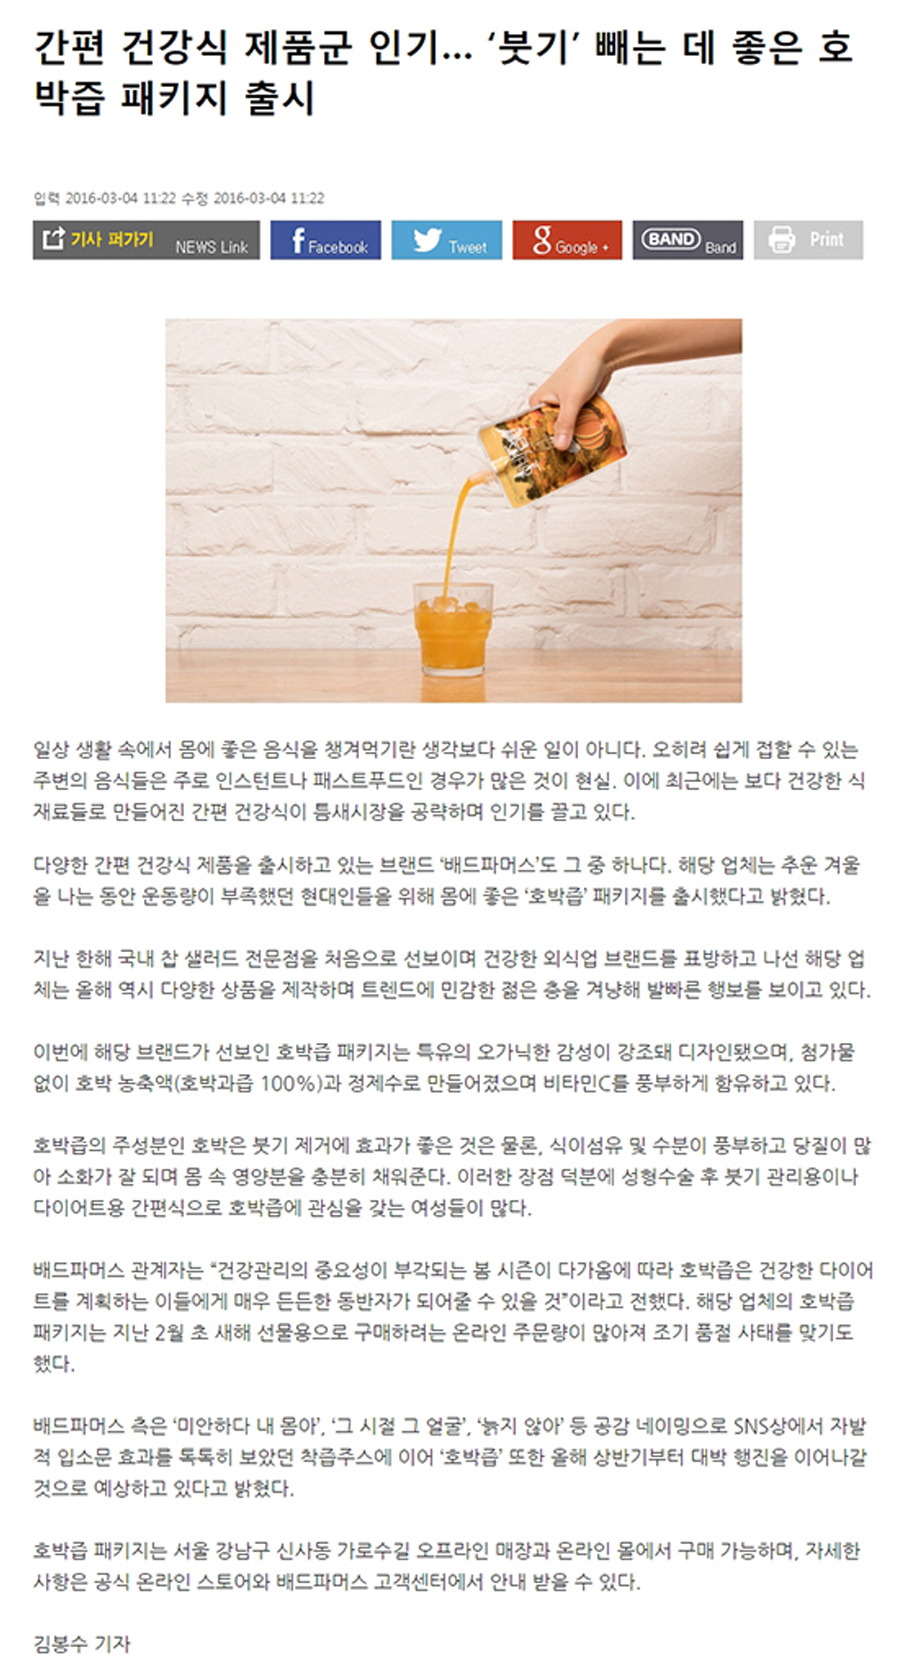 간편 건강식 제품군 인기... ‘붓기’ 빼는 데 좋은 호
박즙 패키지 출시
입력 2016-03-04 11:22 수정 2016-03-04 11:22
기사 퍼가기 NEWS Link
Facebook
Tweet
Google +
BAND Band
Print
일상 생활 속에서 몸에 좋은 음식을 챙겨먹기란 생각보다 쉬운 일이 아니다. 오히려 쉽게 접할 수 있는
주변의 음식들은 주로 인스턴트나 패스트푸드인 경우가 많은 것이 현실. 이에 최근에는 보다 건강한 식
재료들로 만들어진 간편 건강식이 틈새시장을 공략하며 인기를 끌고 있다.
다양한 간편 건강식 제품을 출시하고 있는 브랜드 ‘배드파머스’도 그 중 하나다. 해당 업체는 추운 겨울
을 나는 동안 운동량이 부족했던 현대인들을 위해 몸에 좋은 ‘호박즙’ 패키지를 출시했다고 밝혔다.
지난 한해 국내 찹 샐러드 전문점을 처음으로 선보이며 건강한 외식업 브랜드를 표방하고 나선 해당 업
체는 올해 역시 다양한 상품을 제작하며 트렌드에 민감한 젊은 층을 겨냥해 발빠른 행보를 보이고 있다.
이번에 해당 브랜드가 선보인 호박즙 패키지는 특유의 오가닉한 감성이 강조돼 디자인됐으며, 첨가물
없이 호박 농축액(호박과즙 100%)과 정제수로 만들어졌으며 비타민C를 풍부하게 함유하고 있다.
호박즙의 주성분인 호박은 붓기 제거에 효과가 좋은 것은 물론, 식이섬유 및 수분이 풍부하고 당질이 많
아 소화가 잘 되며 몸 속 영양분을 충분히 채워준다. 이러한 장점 덕분에 성형수술 후 붓기 관리용이나
다이어트용 간편식으로 호박즙에 관심을 갖는 여성들이 많다.
배드파머스 관계자는 “건강관리의 중요성이 부각되는 봄 시즌이 다가옴에 따라 호박즙은 건강한 다이어
트를 계획하는 이들에게 매우 든든한 동반자가 되어줄 수 있을 것”이라고 전했다. 해당 업체의 호박즙
패키지는 지난 2월 초 새해 선물용으로 구매하려는 온라인 주문량이 많아져 조기 품절 사태를 맞기도
했다.
배드파머스 측은 ‘미안하다 내 몸아’, ‘그 시절 그 얼굴’, ‘늙지 않아’ 등 공감 네이밍으로 SNS상에서 자발
적 입소문 효과를 톡톡히 보았던 착즙주스에 이어 ‘호박즙’ 또한 올해 상반기부터 대박 행진을 이어나갈
것으로 예상하고 있다고 밝혔다.
호박즙 패키지는 서울 강남구 신사동 가로수길 오프라인 매장과 온라인 몰에서 구매 가능하며, 자세한
사항은 공식 온라인 스토어와 배드파머스 고객센터에서 안내 받을 수 있다.
김봉수 기자